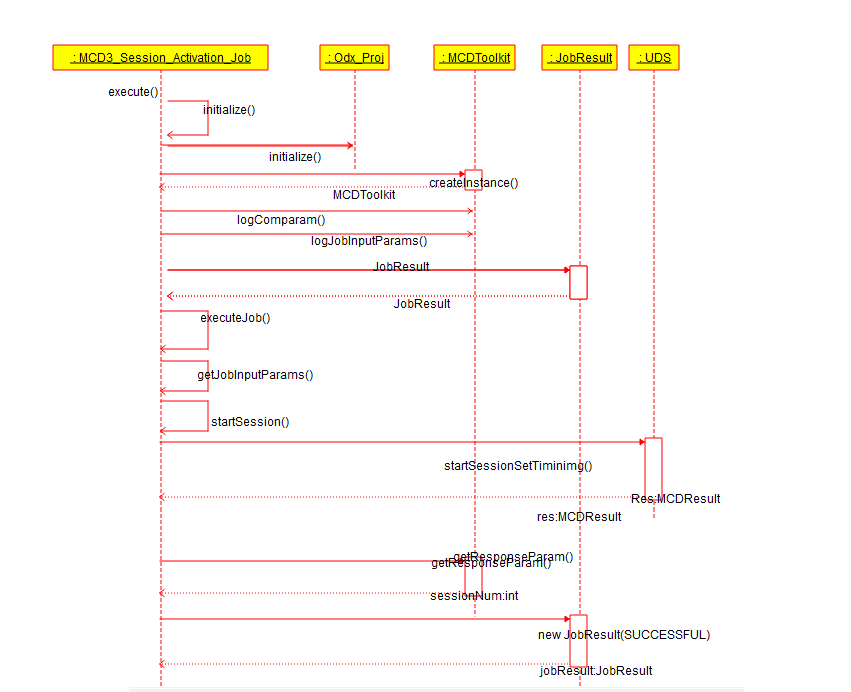 : MCD3_Session_Activation_Job
: Odx_Proj
: MCDToolkit
: JobResult
: UDS
execute()
initialize()
initialize()
createInstance()
MCDToolkit
logComparam()
logJobInputParams()
JobResult
JobResult
executeJob()
getJobInputParams()
startSession()
startSessionSetTiminimg()
Res:MCDResult
res:MCDResult
getResponseParam()
getResponseParam()
sessionNum:int
new JobResult(SUCCESSFUL)
jobResult:JobResult